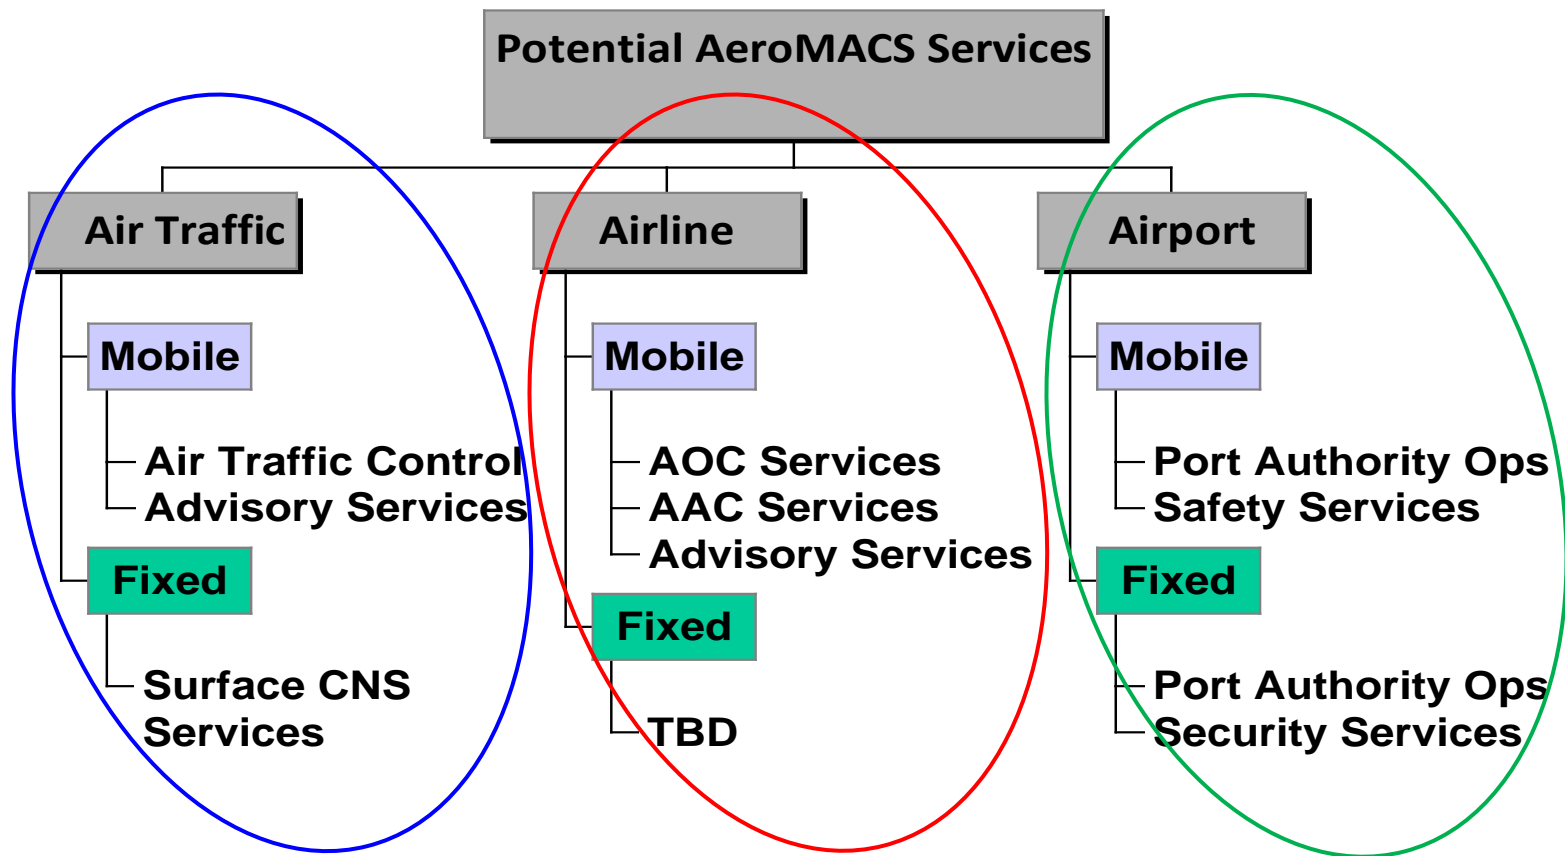 Potential AeroMACS Services
Air Traffic
Mobile
Air Traffic Control
Advisory Services
Fixed
Surface CNS
Services
Airline
Mobile
AOC Services
AAC Services
Advisory Services
Fixed
TBD
Airport
Mobile
Port Authority Ops
Safety Services
Fixed
Port Authority Ops
Security Services